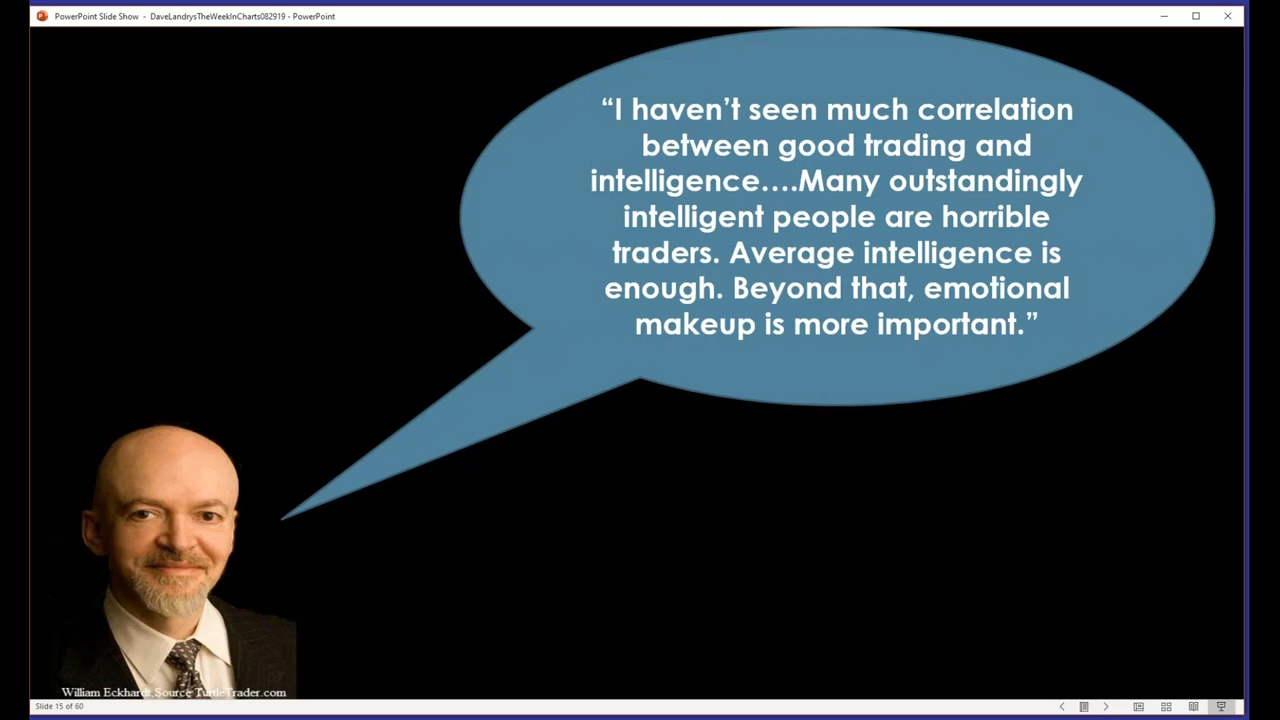 PowerPoint Slide Show - DaveLandrysTheWeekInCharts082919 - PowerPoint
“I haven’t seen much correlation
between good trading and
intelligence....Many outstandingly
intelligent people are horrible
traders. Average intelligence is
enough. Beyond that, emotional
makeup is more important.”
William Eckhardt Source TurtleTrader.com
Slide 15 of 60